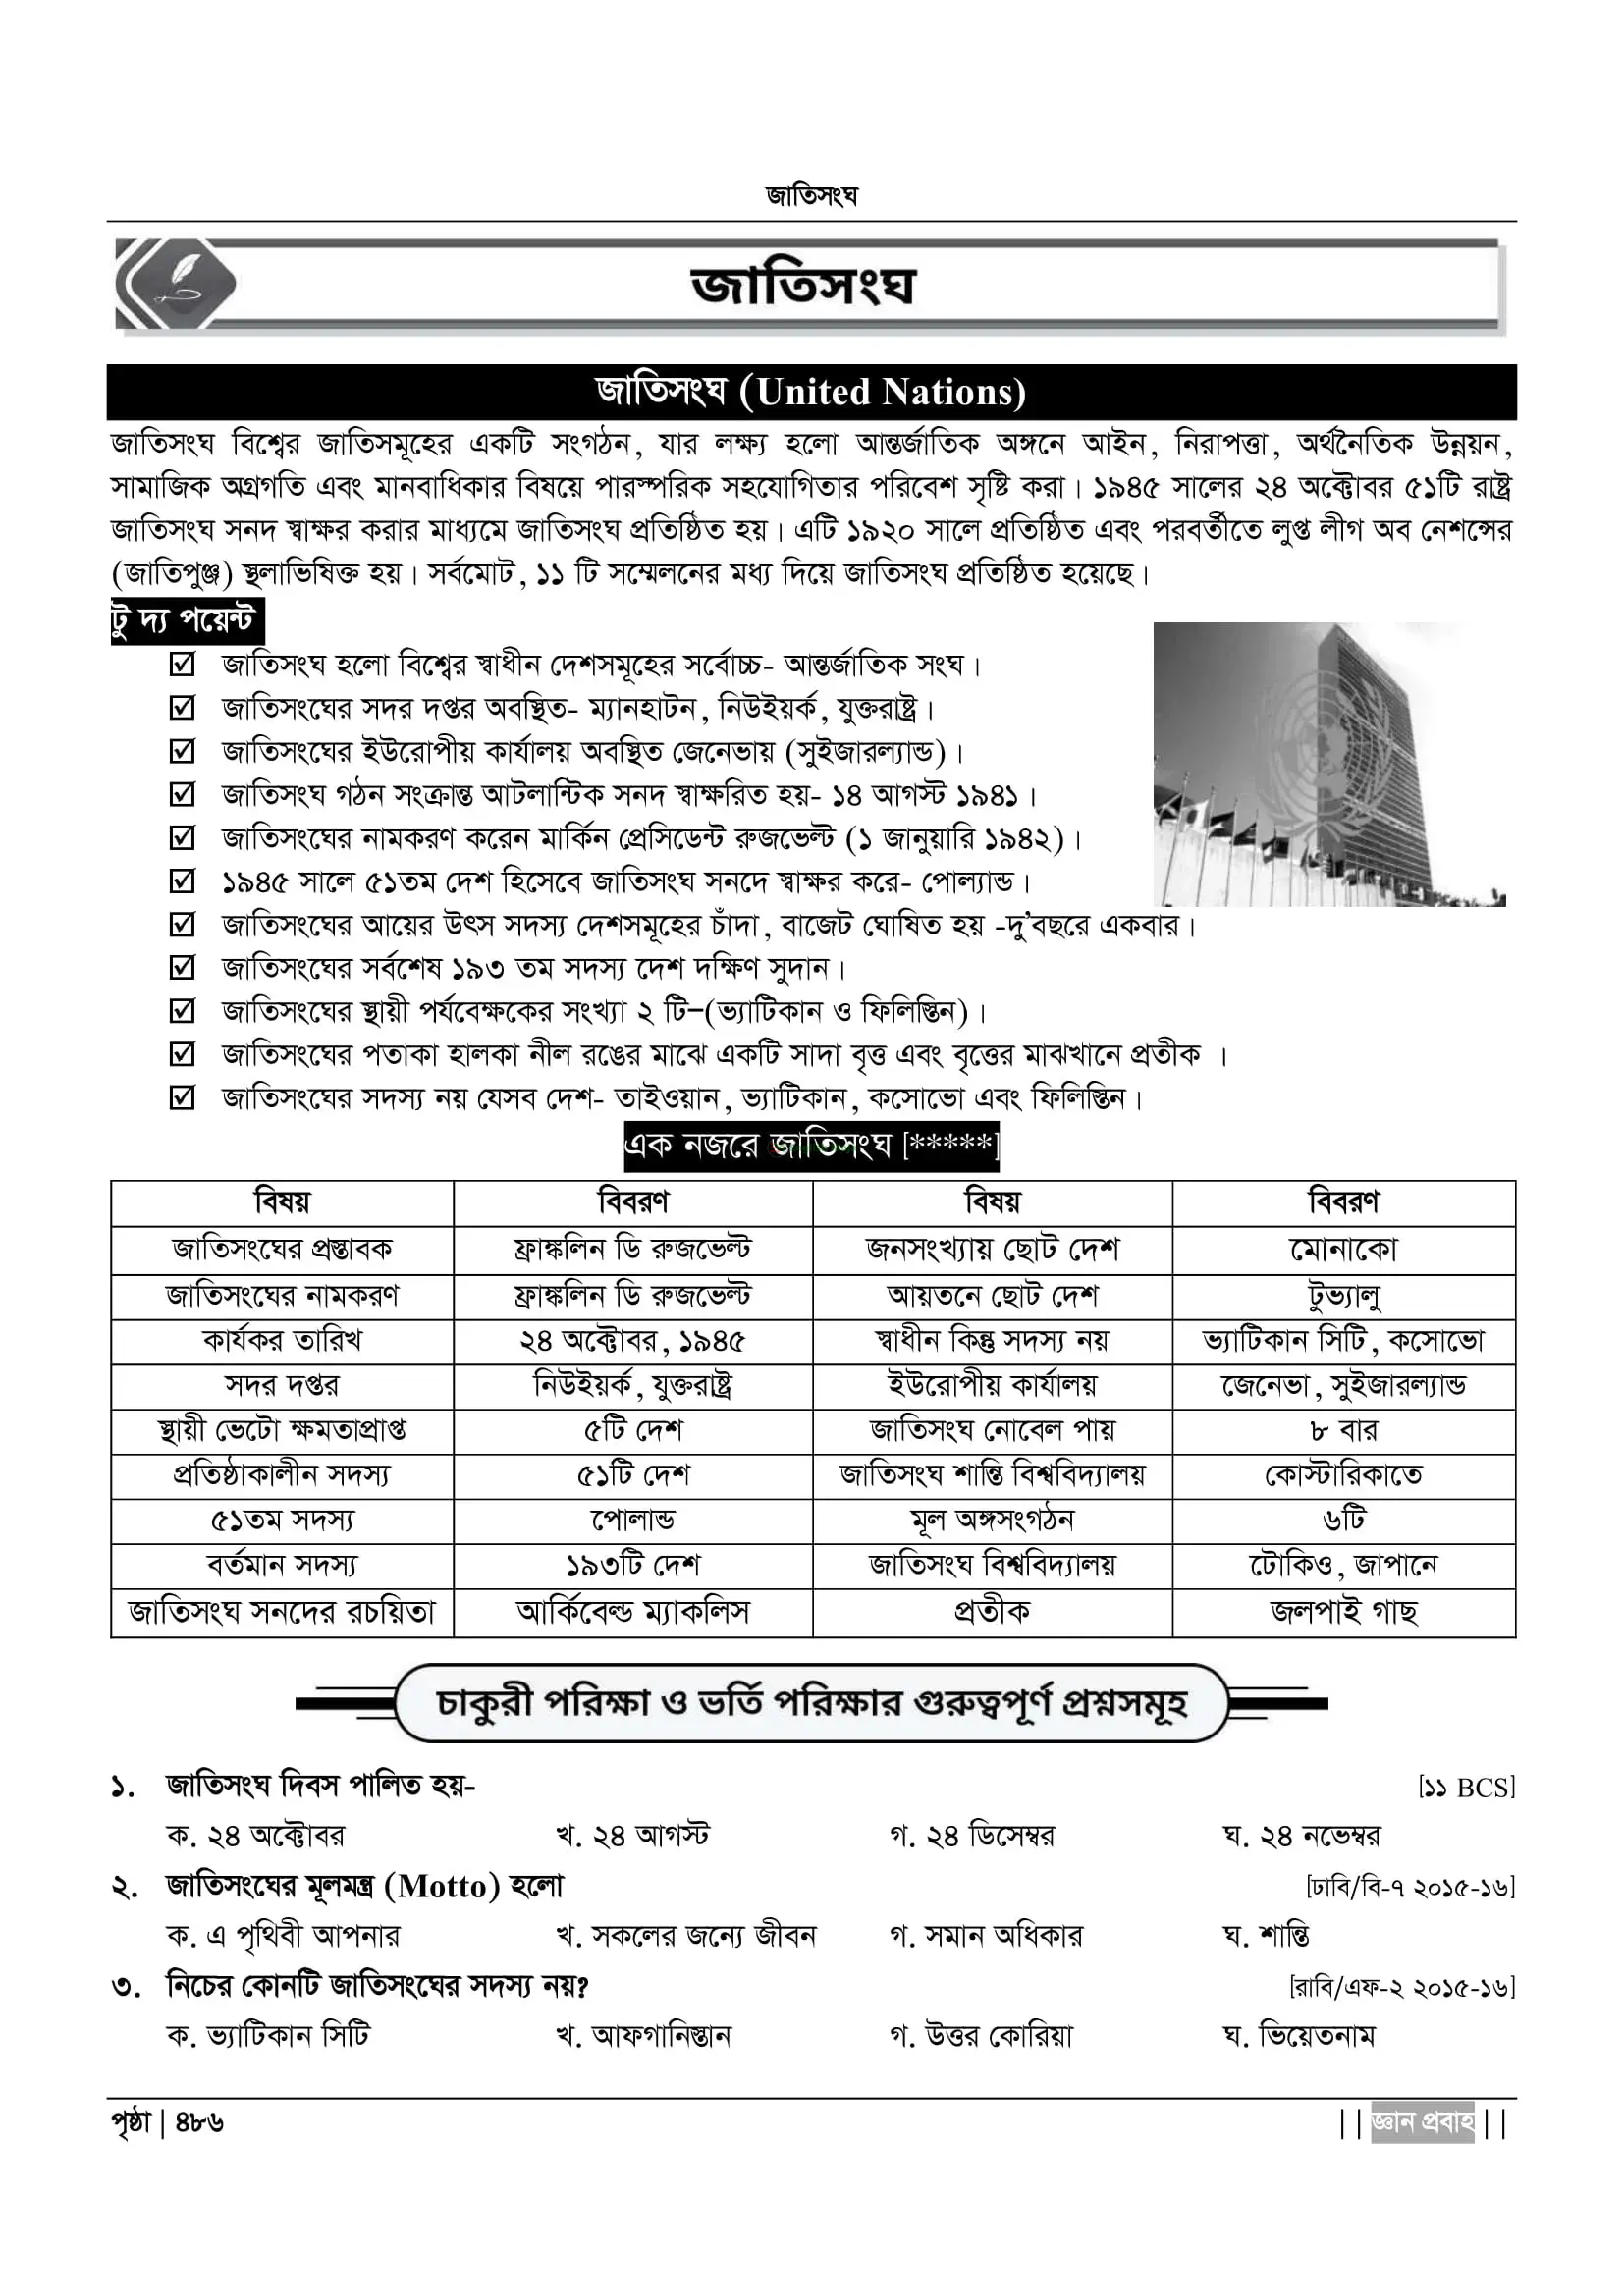 জাতিসংঘ
জাতিসংঘ
জাতিসংঘ (United Nations)
জাতিসংঘ বিশ্বের জাতিসমূহের একটি সংগঠন, যার লক্ষ্য হলো আন্তর্জাতিক অঙ্গনে আইন, নিরাপত্তা, অর্থনৈতিক উন্নয়ন,
সামাজিক অগ্রগতি এবং মানবাধিকার বিষয়ে পারস্পরিক সহযোগিতার পরিবেশ সৃষ্টি করা। ১৯৪৫ সালের ২৪ অক্টোবর ৫১টি রাষ্ট্র
জাতিসংঘ সনদ স্বাক্ষর করার মাধ্যমে জাতিসংঘ প্রতিষ্ঠিত হয়। এটি ১৯২০ সালে প্রতিষ্ঠিত এবং পরবর্তীতে লুপ্ত লীগ অব নেশন্সের
(জাতিপুঞ্জ) স্থলাভিষিক্ত হয়। সর্বমোট, ১১ টি সম্মেলনের মধ্য দিয়ে জাতিসংঘ প্রতিষ্ঠিত হয়েছে।
টু দ্য পয়েন্ট
☑ জাতিসংঘ হলো বিশ্বের স্বাধীন দেশসমূহের সর্বোচ্চ- আন্তর্জাতিক সংঘ।
☑ জাতিসংঘের সদর দপ্তর অবস্থিত- ম্যানহাটন, নিউইয়র্ক, যুক্তরাষ্ট্র।
☑ জাতিসংঘের ইউরোপীয় কার্যালয় অবস্থিত জেনেভায় (সুইজারল্যান্ড)।
☑ জাতিসংঘ গঠন সংক্রান্ত আটলান্টিক সনদ স্বাক্ষরিত হয়- ১৪ আগস্ট ১৯৪১।
☑ জাতিসংঘের নামকরণ করেন মার্কিন প্রেসিডেন্ট রুজভেল্ট (১ জানুয়ারি ১৯৪২)।
☑ ১৯৪৫ সালে ৫১তম দেশ হিসেবে জাতিসংঘ সনদে স্বাক্ষর করে- পোল্যান্ড।
☑ জাতিসংঘের আয়ের উৎস সদস্য দেশসমূহের চাঁদা, বাজেট ঘোষিত হয় -দু’বছরে একবার।
☑ জাতিসংঘের সর্বশেষ ১৯৩ তম সদস্য দেশ দক্ষিণ সুদান।
☑ জাতিসংঘের স্থায়ী পর্যবেক্ষকের সংখ্যা ২ টি–(ভ্যাটিকান ও ফিলিস্তিন)।
☑ জাতিসংঘের পতাকা হালকা নীল রঙের মাঝে একটি সাদা বৃত্ত এবং বৃত্তের মাঝখানে প্রতীক ।
☑ জাতিসংঘের সদস্য নয় যেসব দেশ- তাইওয়ান, ভ্যাটিকান, কসোভো এবং ফিলিস্তিন।
এক নজরে জাতিসংঘ [*****]
বিষয় বিবরণ বিষয় বিবরণ
জাতিসংঘের প্রস্তাবক ফ্রাঙ্কলিন ডি রুজভেল্ট জনসংখ্যায় ছোট দেশ মোনাকো
জাতিসংঘের নামকরণ ফ্রাঙ্কলিন ডি রুজভেল্ট আয়তনে ছোট দেশ টুভ্যালু
কার্যকর তারিখ ২৪ অক্টোবর, ১৯৪৫ স্বাধীন কিন্তু সদস্য নয় ভ্যাটিকান সিটি, কসোভো
সদর দপ্তর নিউইয়র্ক, যুক্তরাষ্ট্র ইউরোপীয় কার্যালয় জেনেভা, সুইজারল্যান্ড
স্থায়ী ভেটো ক্ষমতাপ্রাপ্ত ৫টি দেশ জাতিসংঘ নোবেল পায় ৮ বার
প্রতিষ্ঠাকালীন সদস্য ৫১টি দেশ জাতিসংঘ শান্তি বিশ্ববিদ্যালয় কোস্টারিকাতে
৫১তম সদস্য পোলান্ড মূল অঙ্গসংগঠন ৬টি
বর্তমান সদস্য ১৯৩টি দেশ জাতিসংঘ বিশ্ববিদ্যালয় টোকিও, জাপানে
জাতিসংঘ সনদের রচয়িতা আর্কিবেল্ড ম্যাকলিস প্রতীক জলপাই গাছ
চাকুরী পরিক্ষা ও ভর্তি পরিক্ষার গুরুত্বপূর্ণ প্রশ্নসমূহ
১. জাতিসংঘ দিবস পালিত হয়- [১১ BCS]
ক. ২৪ অক্টোবর খ. ২৪ আগস্ট গ. ২৪ ডিসেম্বর ঘ. ২৪ নভেম্বর
২. জাতিসংঘের মূলমন্ত্র (Motto) হলো [ঢাবি/বি-৭ ২০১৫-১৬]
ক. এ পৃথিবী আপনার খ. সকলের জন্যে জীবন গ. সমান অধিকার ঘ. শান্তি
৩. নিচের কোনটি জাতিসংঘের সদস্য নয়? [রাবি/এফ-২ ২০১৫-১৬]
ক. ভ্যাটিকান সিটি খ. আফগানিস্তান গ. উত্তর কোরিয়া ঘ. ভিয়েতনাম
পৃষ্ঠা | ৪৮৬ || জ্ঞান প্রবাহ ||